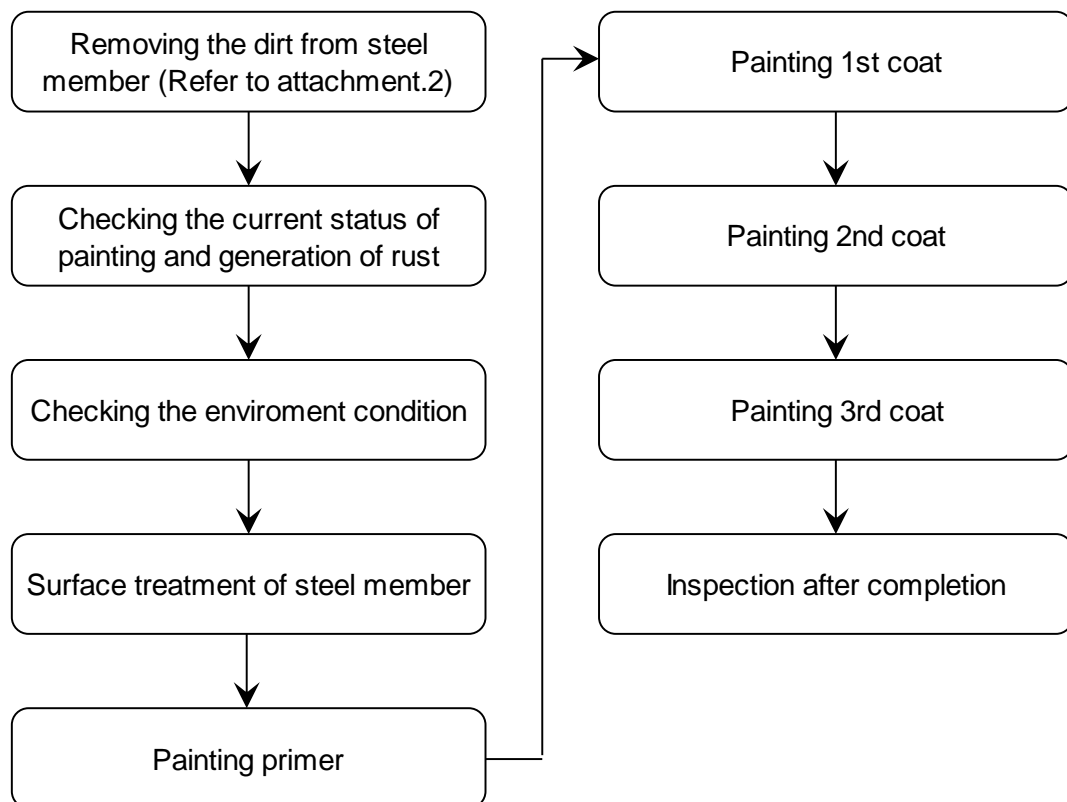 Removing the dirt from steel
member (Refer to attachment.2)
Checking the current status of
painting and generation of rust
Checking the enviroment condition
Surface treatment of steel member
Painting primer
Painting 1st coat
Painting 2nd coat
Painting 3rd coat
Inspection after completion